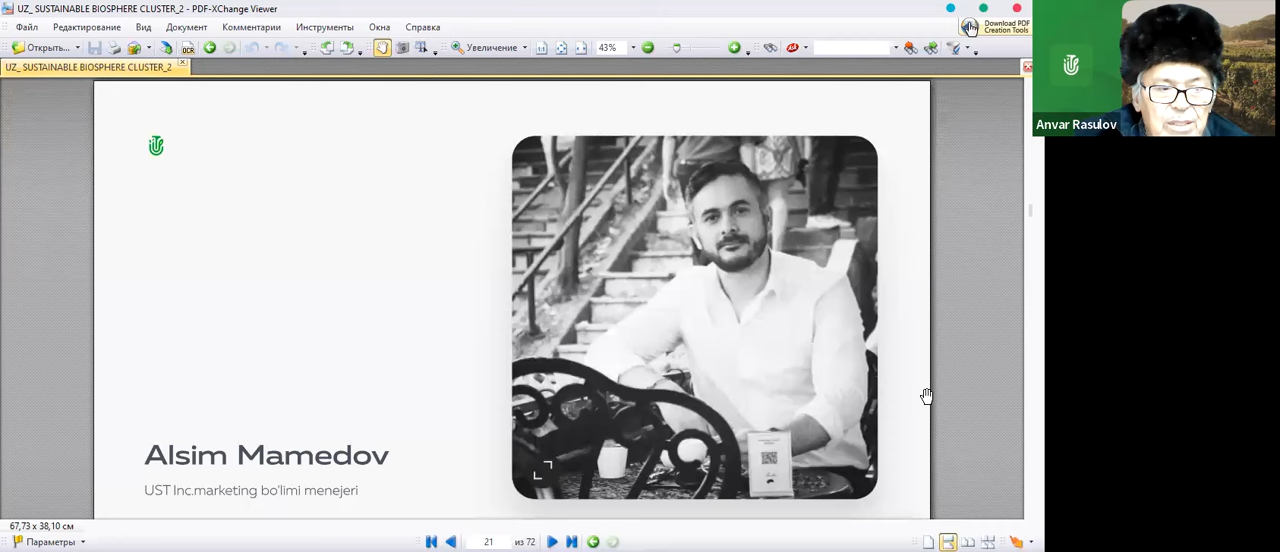 UZ_ SUSTAINABLE BIOSPHERE CLUSTER_2 - PDF-XChange Viewer
Файл Редактирование Вид Документ Комментарии Инструменты Окна Справка
Download PDF
Creation Tools
Открыть... OCR Увеличение 43%
UZ_ SUSTAINABLE BIOSPHERE CLUSTER_2
Anvar Rasulov
Alsim Mamedov
UST Inc.marketing bo'limi menejeri
67,73 x 38,10 см
Параметры 21 из 72